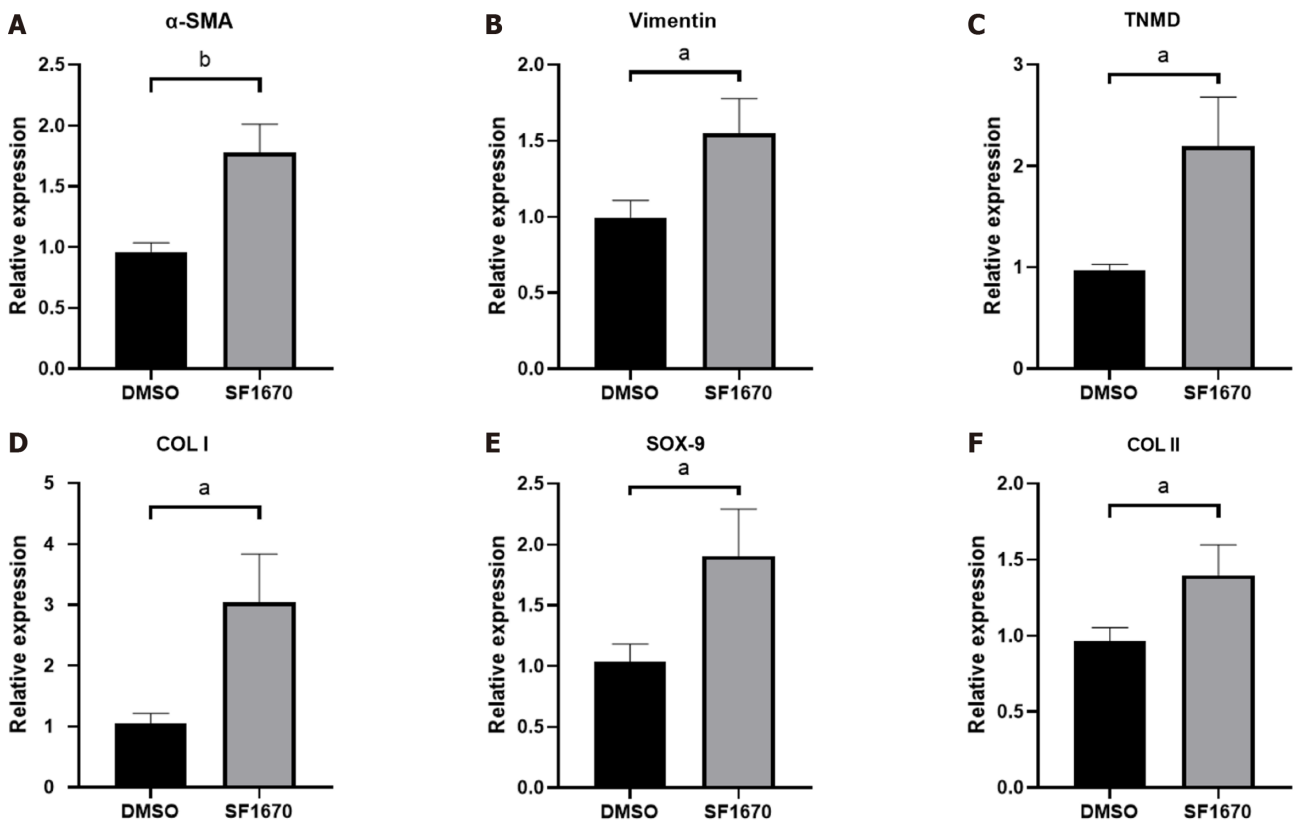 A
α-SMA
b
Relative expression
2.5
2.0
1.5
1.0
0.5
0.0
DMSO SF1670
B
Vimentin
a
Relative expression
2.0
1.5
1.0
0.5
0.0
DMSO SF1670
C
TNMD
a
Relative expression
3
2
1
0
DMSO SF1670
D
COL I
a
Relative expression
5
4
3
2
1
0
DMSO SF1670
E
SOX-9
a
Relative expression
2.5
2.0
1.5
1.0
0.5
0.0
DMSO SF1670
F
COL II
a
Relative expression
2.0
1.5
1.0
0.5
0.0
DMSO SF1670